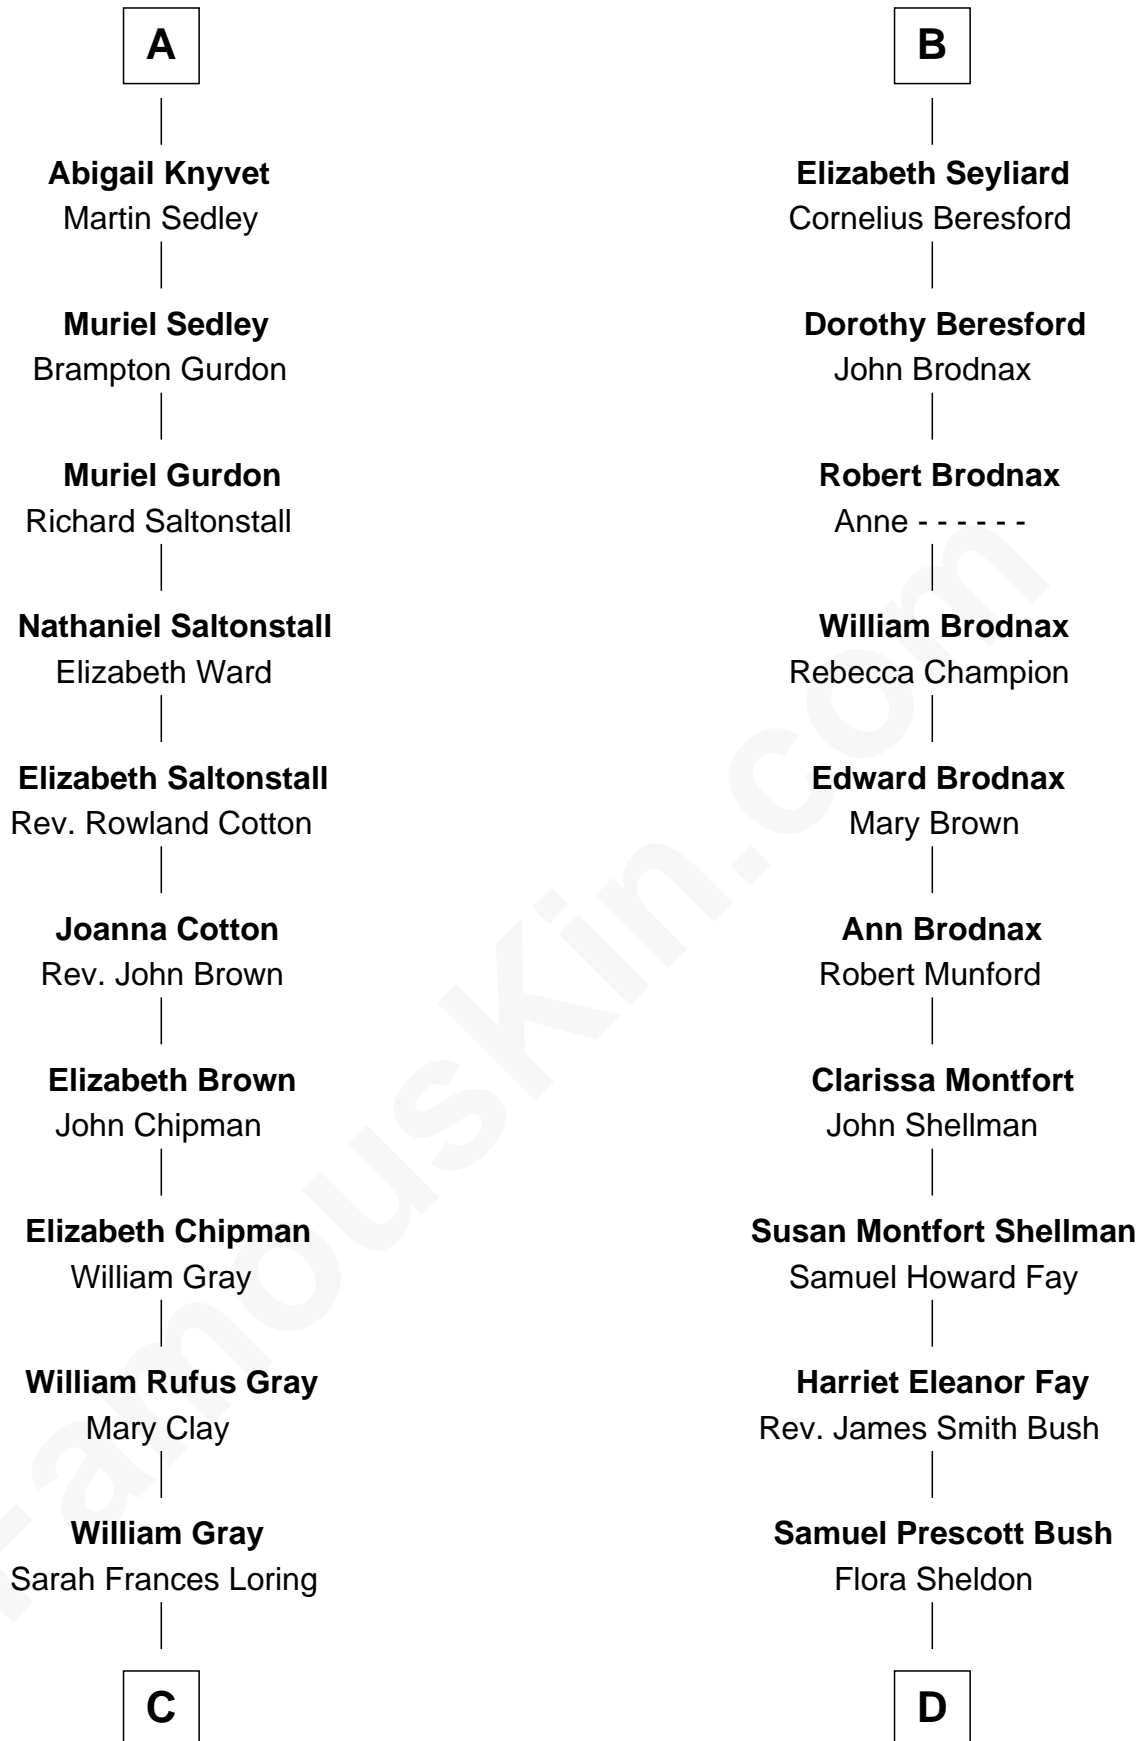 A
Abigail Knyvet
Martin Sedley
Muriel Sedley
Brampton Gurdon
Muriel Gurdon
Richard Saltonstall
Nathaniel Saltonstall
Elizabeth Ward
Elizabeth Saltonstall
Rev. Rowland Cotton
Joanna Cotton
Rev. John Brown
Elizabeth Brown
John Chipman
Elizabeth Chipman
William Gray
William Rufus Gray
Mary Clay
William Gray
Sarah Frances Loring
C
B
Elizabeth Seyliard
Cornelius Beresford
Dorothy Beresford
John Brodnax
Robert Brodnax
Anne - - - - - -
William Brodnax
Rebecca Champion
Edward Brodnax
Mary Brown
Ann Brodnax
Robert Munford
Clarissa Montfort
John Shellman
Susan Montfort Shellman
Samuel Howard Fay
Harriet Eleanor Fay
Rev. James Smith Bush
Samuel Prescott Bush
Flora Sheldon
D
FamousKin.com